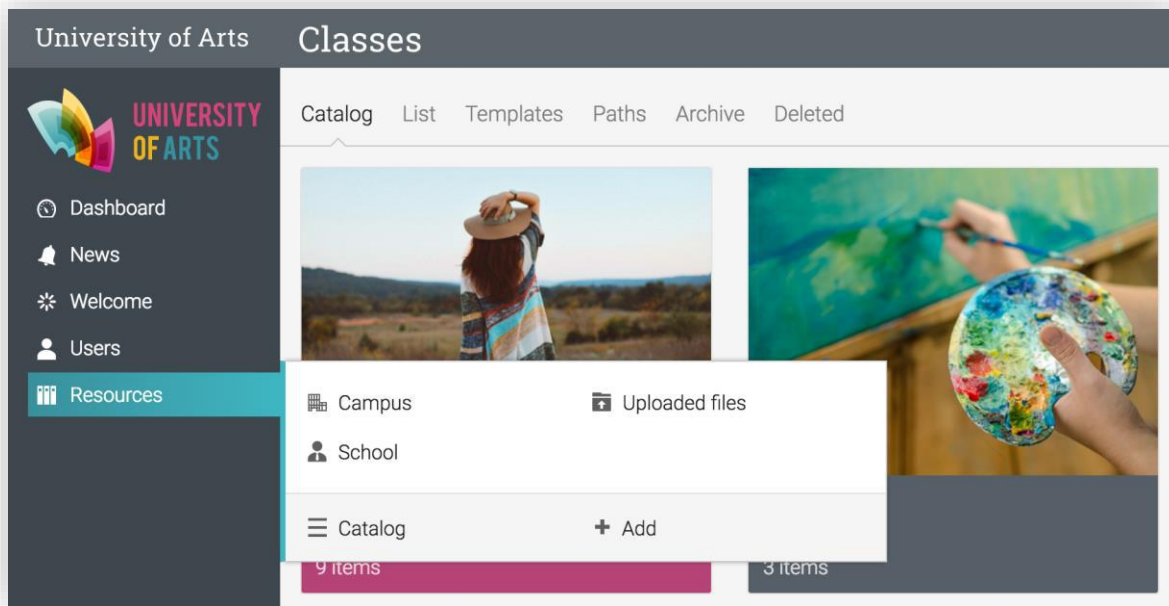 University of Arts
Classes
UNIVERSITY
OF ARTS
Dashboard
News
Welcome
Users
Resources
Catalog List Templates Paths Archive Deleted
Campus
Uploaded files
School
Catalog
Add
9 items
3 items